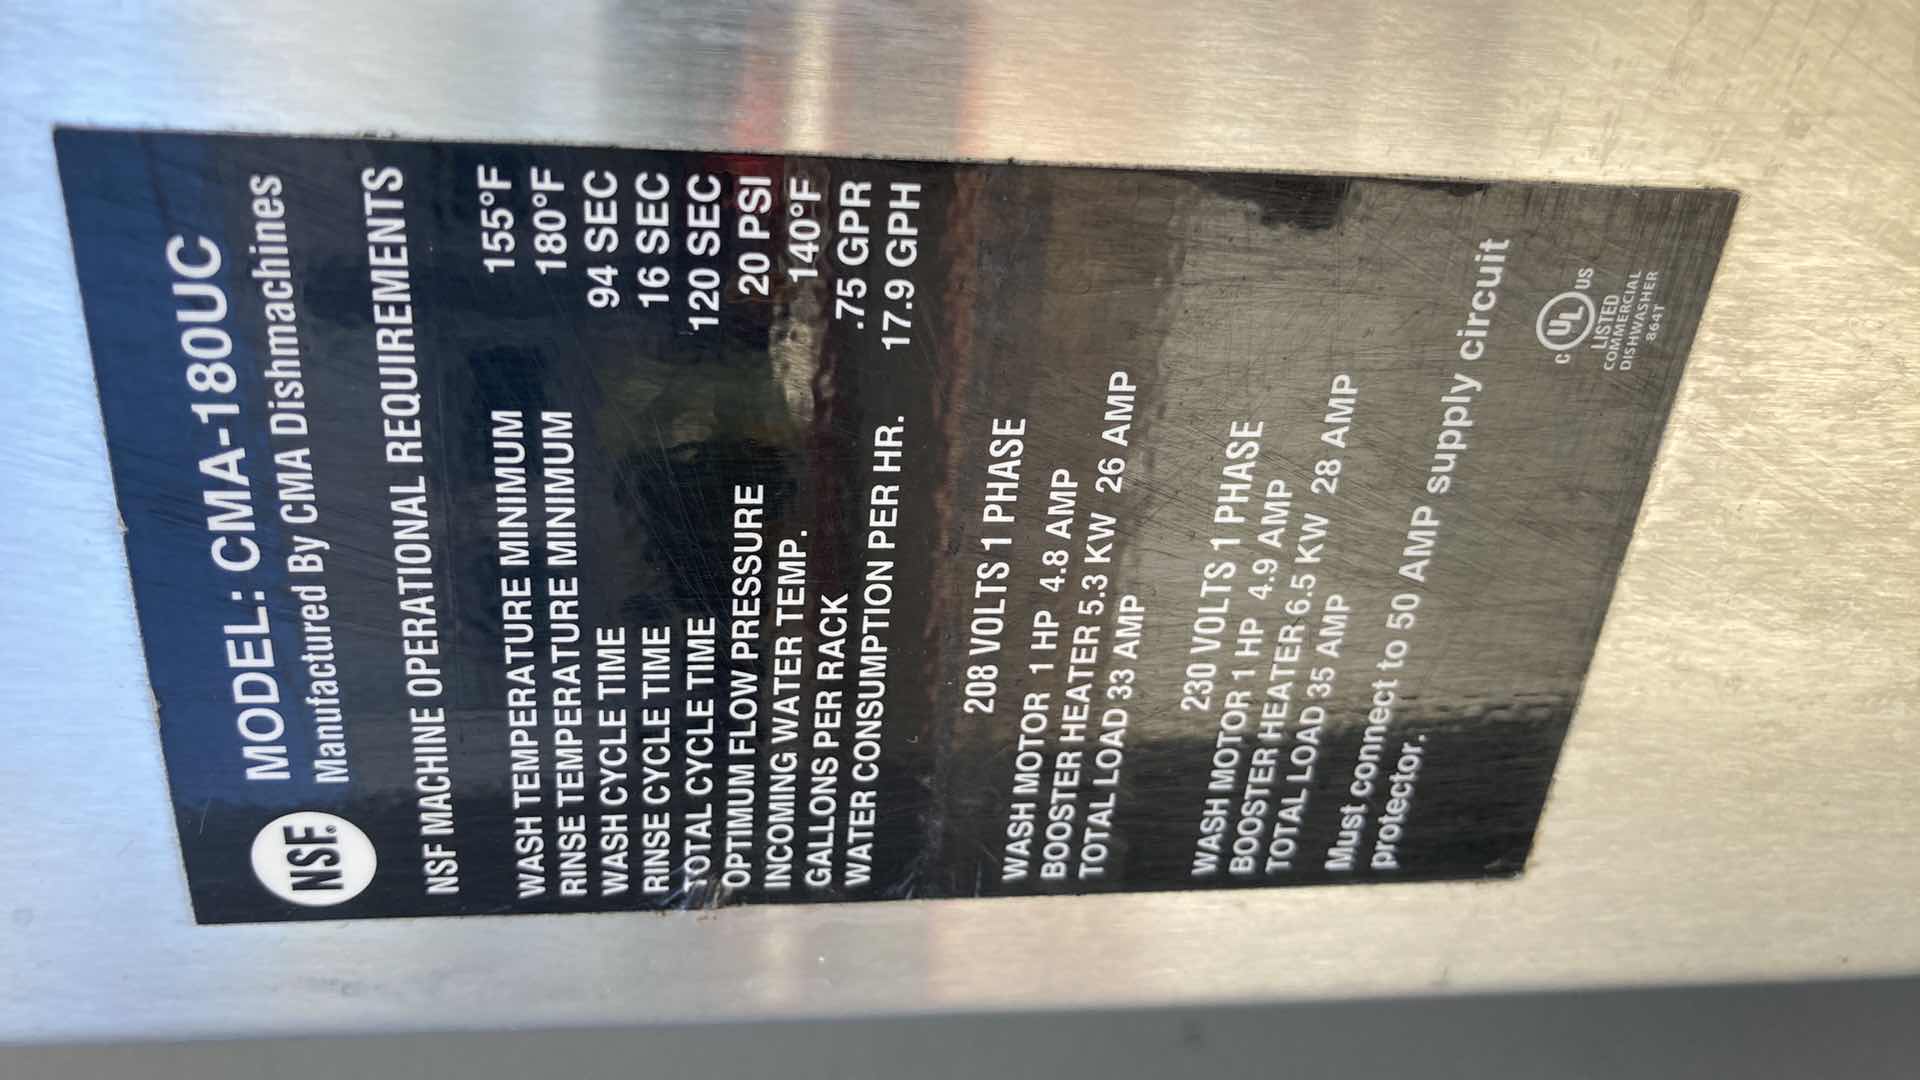 NSF®
MODEL: CMA-180UC
Manufactured By CMA Dishmachines
NSF MACHINE OPERATIONAL REQUIREMENTS
WASH TEMPERATURE MINIMUM 155°F
RINSE TEMPERATURE MINIMUM 180°F
WASH CYCLE TIME 94 SEC
RINSE CYCLE TIME 16 SEC
TOTAL CYCLE TIME 120 SEC
OPTIMUM FLOW PRESSURE 20 PSI
INCOMING WATER TEMP. 140°F
GALLONS PER RACK .75 GPR
WATER CONSUMPTION PER HR. 17.9 GPH
208 VOLTS 1 PHASE
WASH MOTOR 1 HP 4.8 AMP
BOOSTER HEATER 5.3 KW 26 AMP
TOTAL LOAD 33 AMP
230 VOLTS 1 PHASE
WASH MOTOR 1 HP 4.9 AMP
BOOSTER HEATER 6.5 KW 28 AMP
TOTAL LOAD 35 AMP
Must connect to 50 AMP supply circuit
protector.
C UL US
LISTED
COMMERCIAL
DISHWASHER
864T